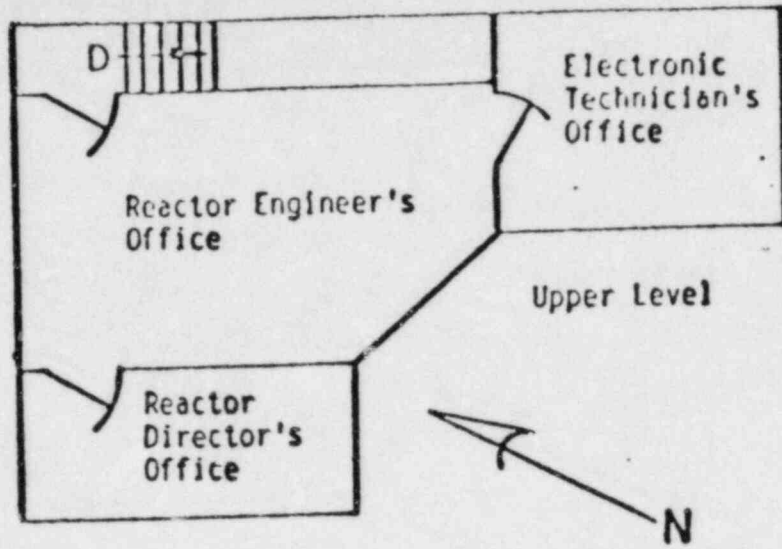 D
Electronic
Technician's
Office
Reactor Engineer's
Office
Upper Level
Reactor
Director's
Office
N